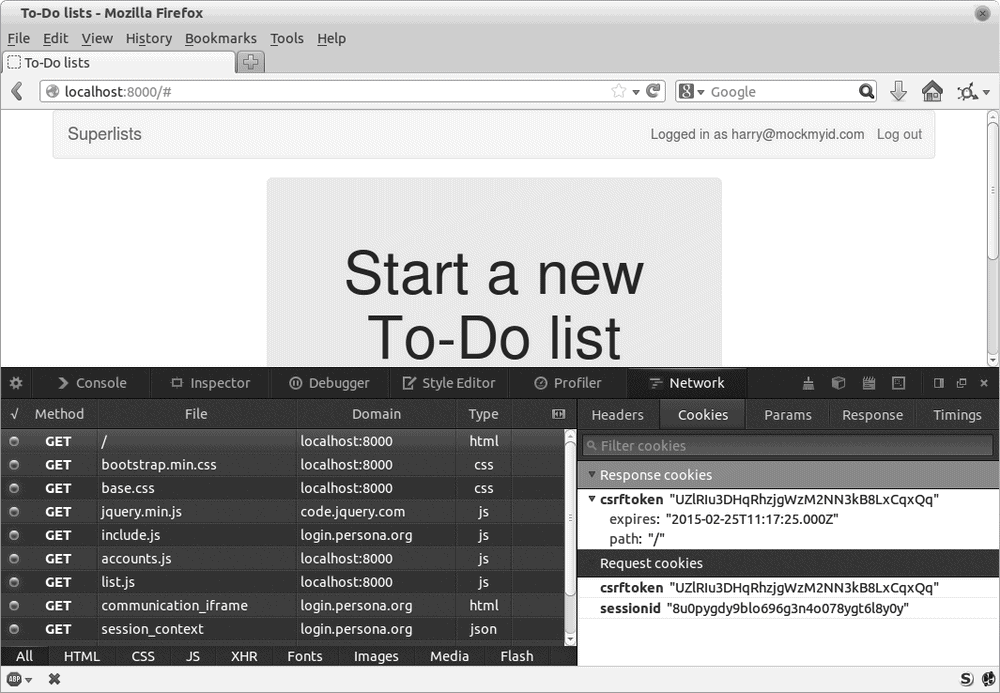 To-Do lists - Mozilla Firefox
File Edit View History Bookmarks Tools Help
To-Do lists
localhost:8000/#
Google
Superlists
Logged in as harry@mockmyid.com Log out
Start a new
To-Do list
Console Inspector Debugger Style Editor Profiler Network
√ Method File Domain Type
Headers Cookies Params Response Timings
GET / localhost:8000 html
GET bootstrap.min.css localhost:8000 css
GET base.css localhost:8000 css
GET jquery.min.js code.jquery.com js
GET include.js login.persona.org js
GET accounts.js localhost:8000 js
GET list.js localhost:8000 js
GET communication_iframe login.persona.org html
GET session_context login.persona.org json
All HTML CSS JS XHR Fonts Images Media Flash
Filter cookies
Response cookies
csrftoken "UZlRIu3DHqRhzjgWzM2NN3kB8LxCqxQq"
expires: "2015-02-25T11:17:25.000Z"
path: "/"
Request cookies
csrftoken "UZlRIu3DHqRhzjgWzM2NN3kB8LxCqxQq"
sessionid "8u0pygdy9blo696g3n4o078ygt6l8y0y"
ABP
S